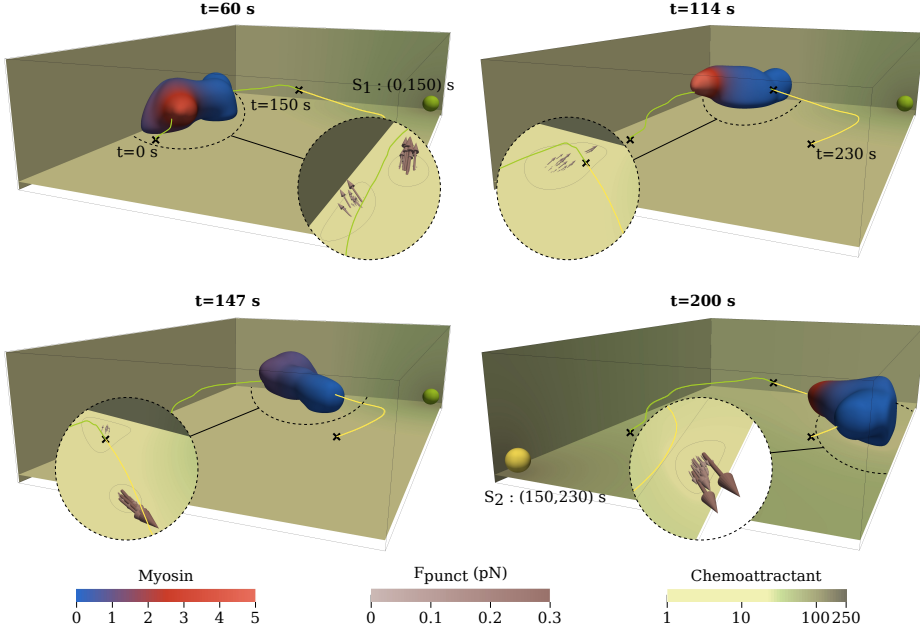 t=60 s
t=114 s
S1 : (0,150) s
t=150 s
t=0 s
t=230 s
t=147 s
t=200 s
S2 : (150,230) s
Myosin
Fpunct (pN)
Chemoattractant
0 1 2 3 4 5
0 0.1 0.2 0.3
1 10 100 250